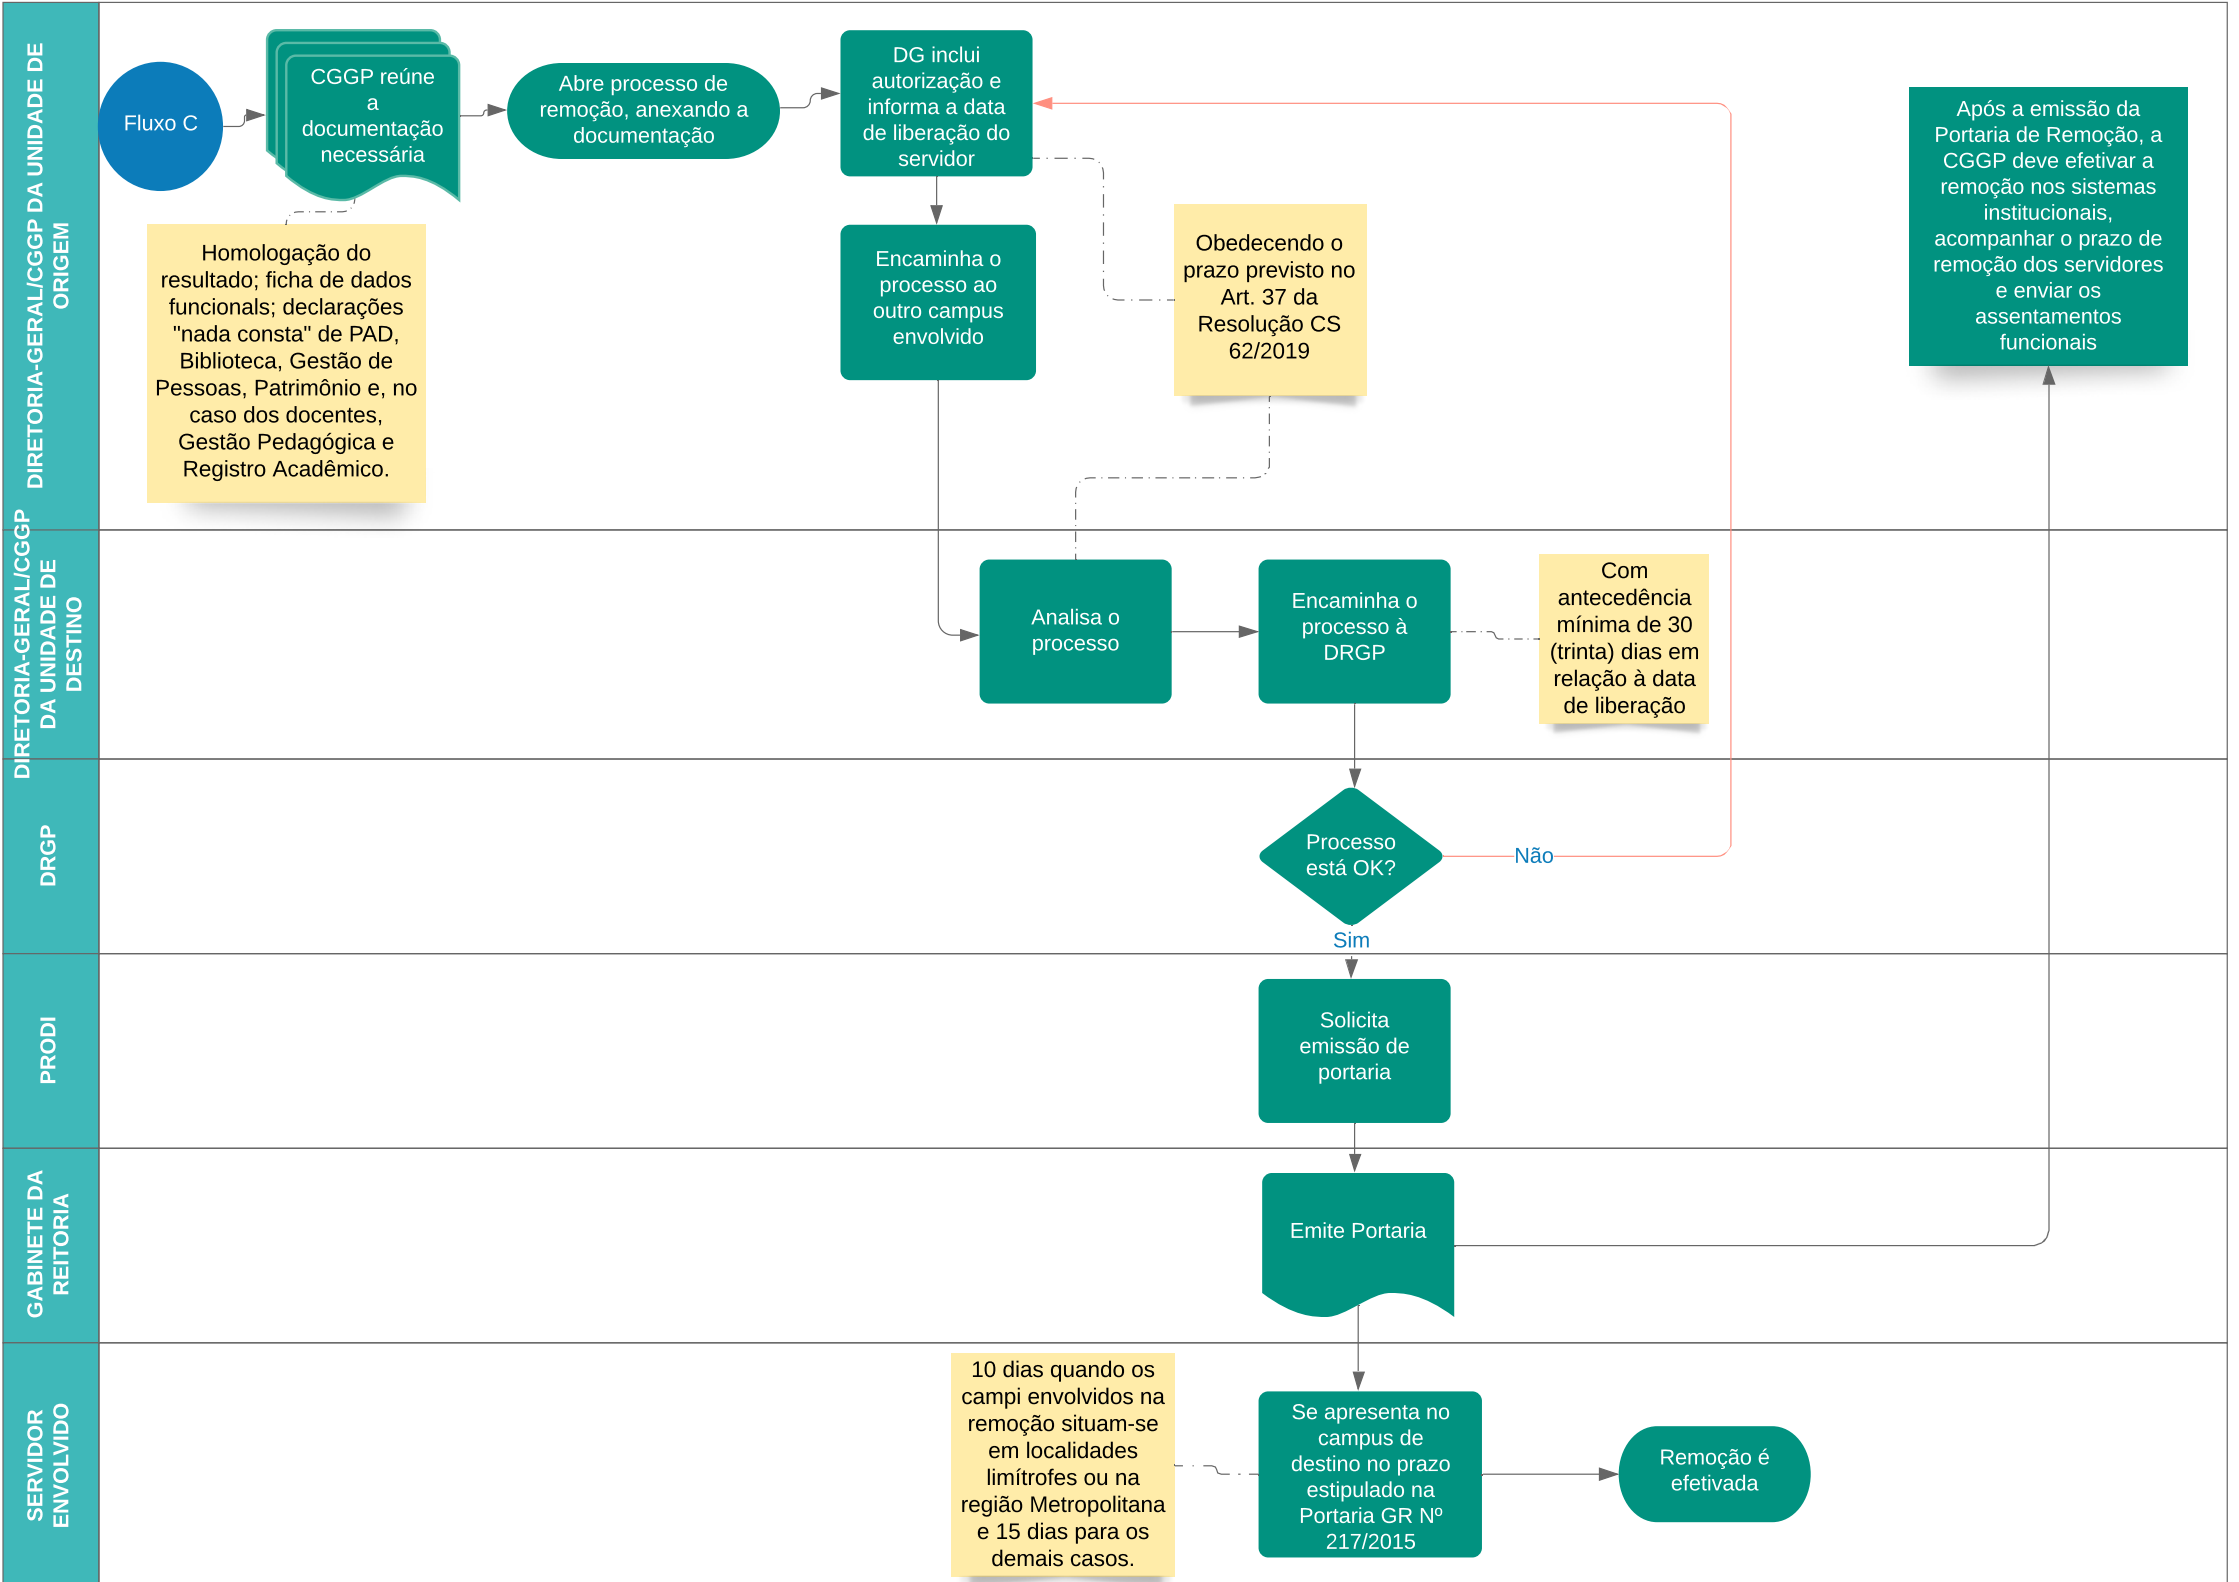 DIRETORIA-GERAL/CGGP DA UNIDADE DE
ORIGEM
Fluxo C
CGGP reúne
a
documentação
necessária
Abre processo de
remoção, anexando a
documentação
DG inclui
autorização e
informa a data
de liberação do
servidor
Após a emissão da
Portaria de Remoção, a
CGGP deve efetivar a
remoção nos sistemas
institucionais,
acompanhar o prazo de
remoção dos servidores
e enviar os
assentamentos
funcionais
Homologação do
resultado; ficha de dados
funcionals; declarações
"nada consta" de PAD,
Biblioteca, Gestão de
Pessoas, Patrimônio e, no
caso dos docentes,
Gestão Pedagógica e
Registro Acadêmico.
Encaminha o
processo ao
outro campus
envolvido
Obedecendo o
prazo previsto no
Art. 37 da
Resolução CS
62/2019
DIRETORIA-GERAL/CGGP
DA UNIDADE DE
DESTINO
Analisa o
processo
Encaminha o
processo à
DRGP
Com
antecedência
mínima de 30
(trinta) dias em
relação à data
de liberação
DRGP
Processo
está OK?
Não
Sim
PRODI
Solicita
emissão de
portaria
GABINETE DA
REITORIA
Emite Portaria
SERVIDOR
ENVOLVIDO
10 dias quando os
campi envolvidos na
remoção situam-se
em localidades
limítrofes ou na
região Metropolitana
e 15 dias para os
demais casos.
Se apresenta no
campus de
destino no prazo
estipulado na
Portaria GR Nº
217/2015
Remoção é
efetivada